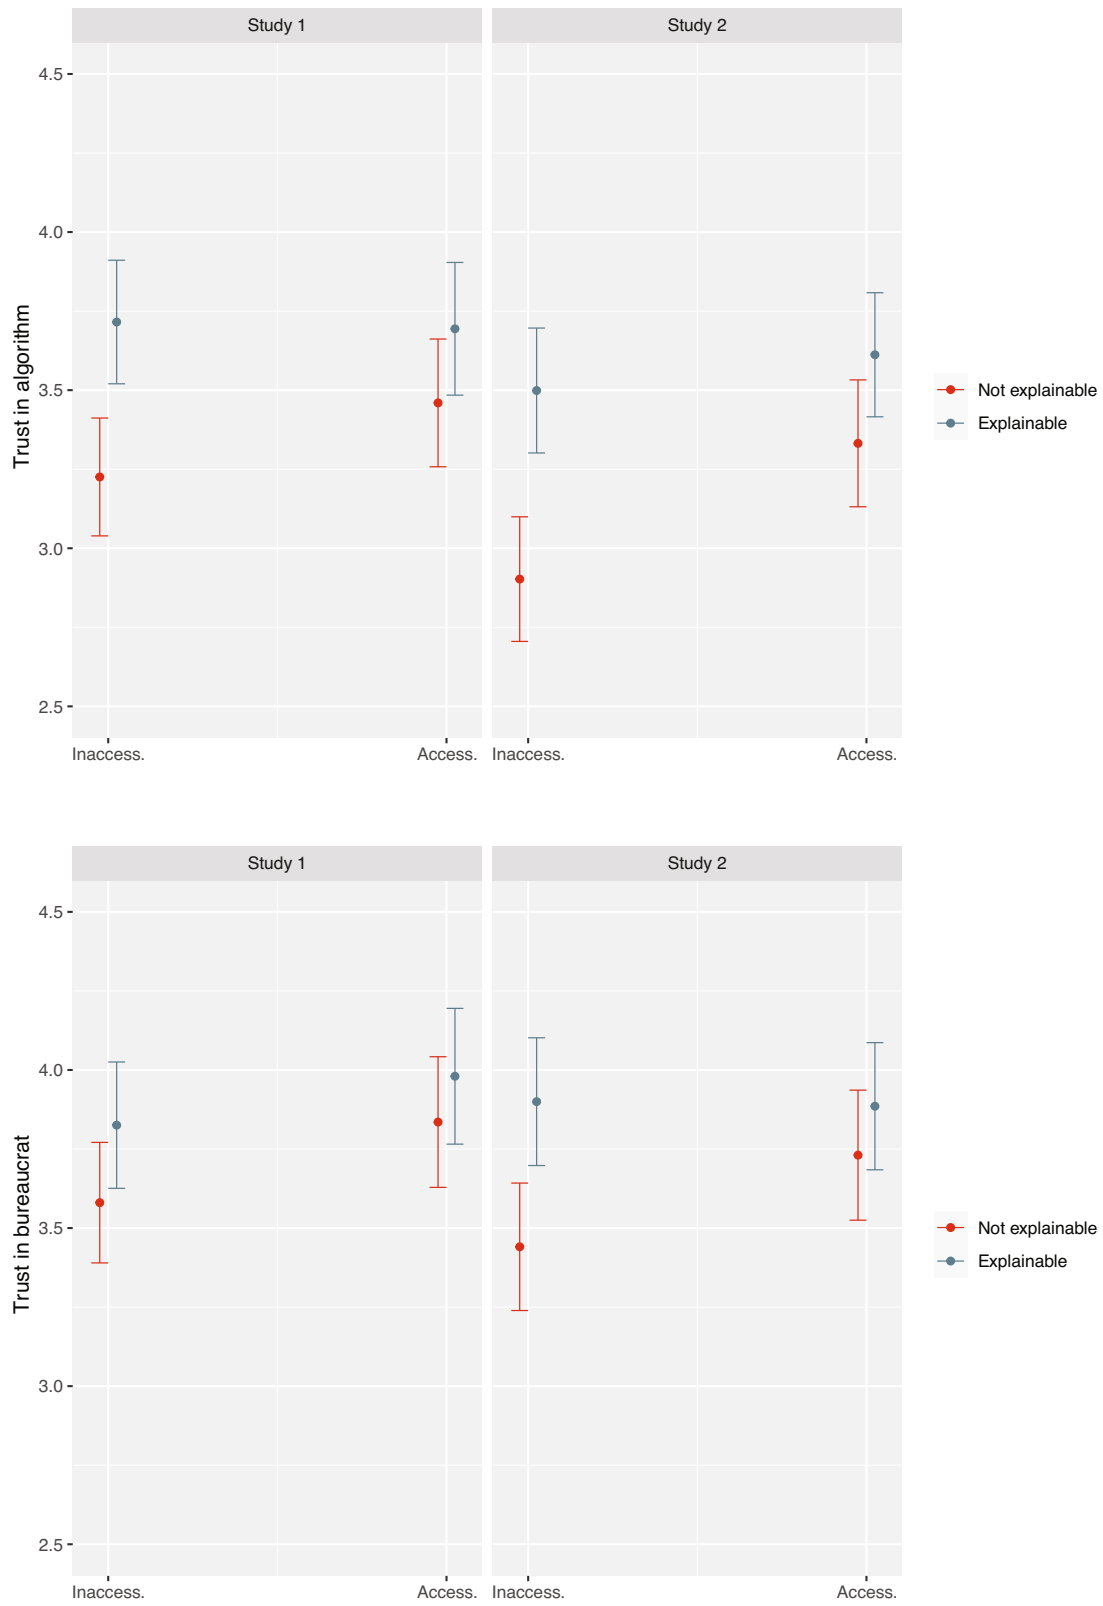 Study 1
Study 2
Trust in algorithm
4.5
4.0
3.5
3.0
2.5
Inaccess.
Access.
Inaccess.
Access.
Not explainable
Explainable
Study 1
Study 2
Trust in bureaucrat
4.5
4.0
3.5
3.0
2.5
Inaccess.
Access.
Inaccess.
Access.
Not explainable
Explainable